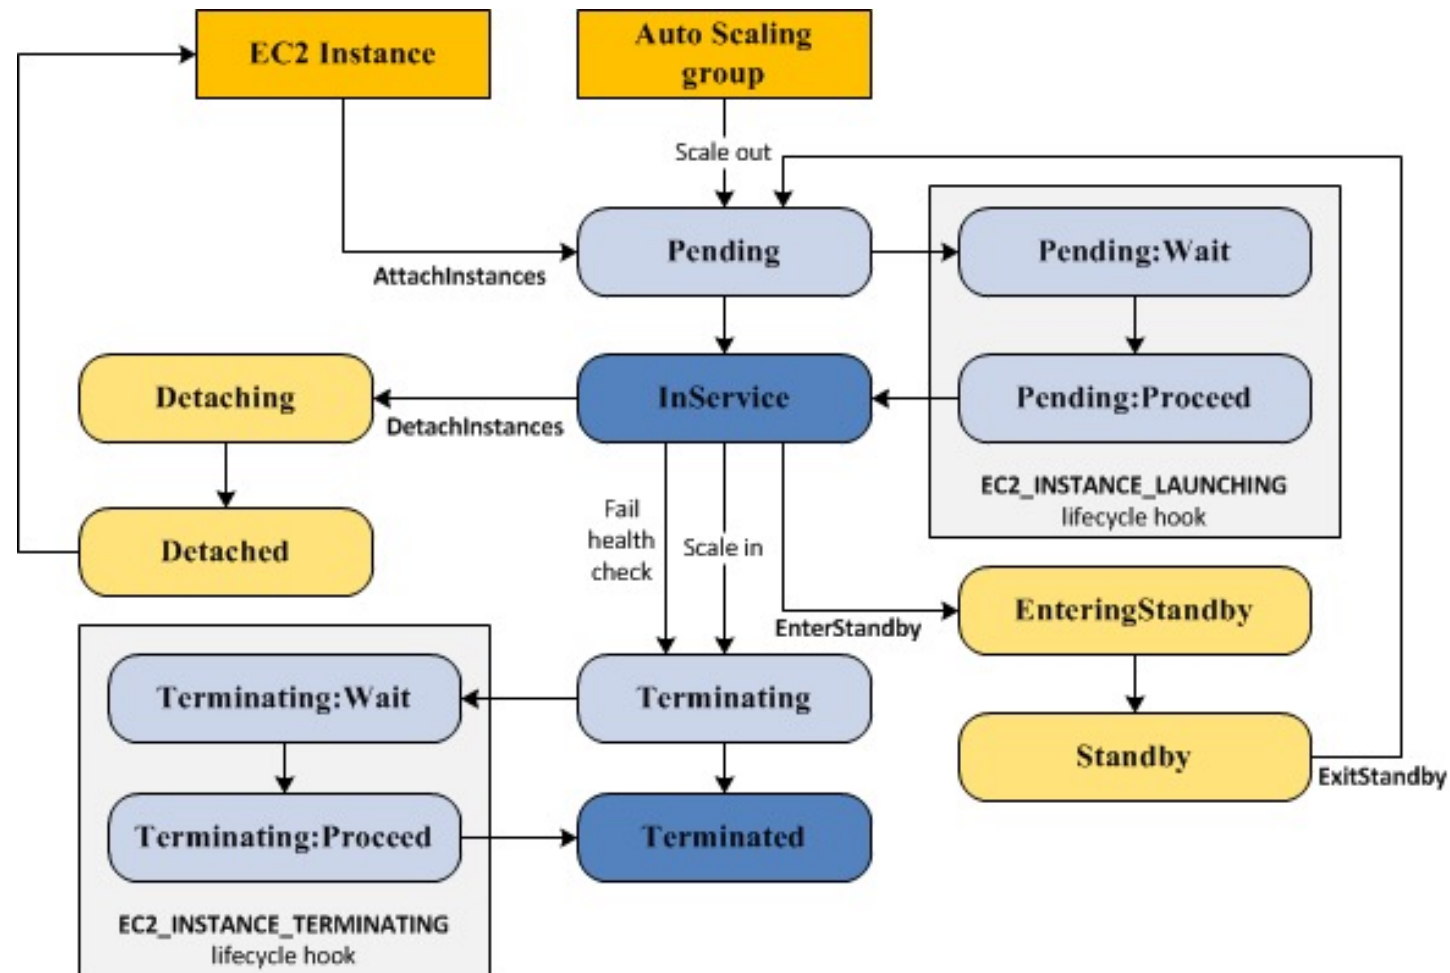 EC2 Instance
Auto Scaling
group
Scale out
Pending
Pending:Wait
AttachInstances
Detaching
InService
Pending:Proceed
DetachInstances
EC2_INSTANCE_LAUNCHING
lifecycle hook
Fail
health
check
Scale in
Detached
EnteringStandby
EnterStandby
Terminating:Wait
Terminating
Standby
ExitStandby
Terminating:Proceed
Terminated
EC2_INSTANCE_TERMINATING
lifecycle hook